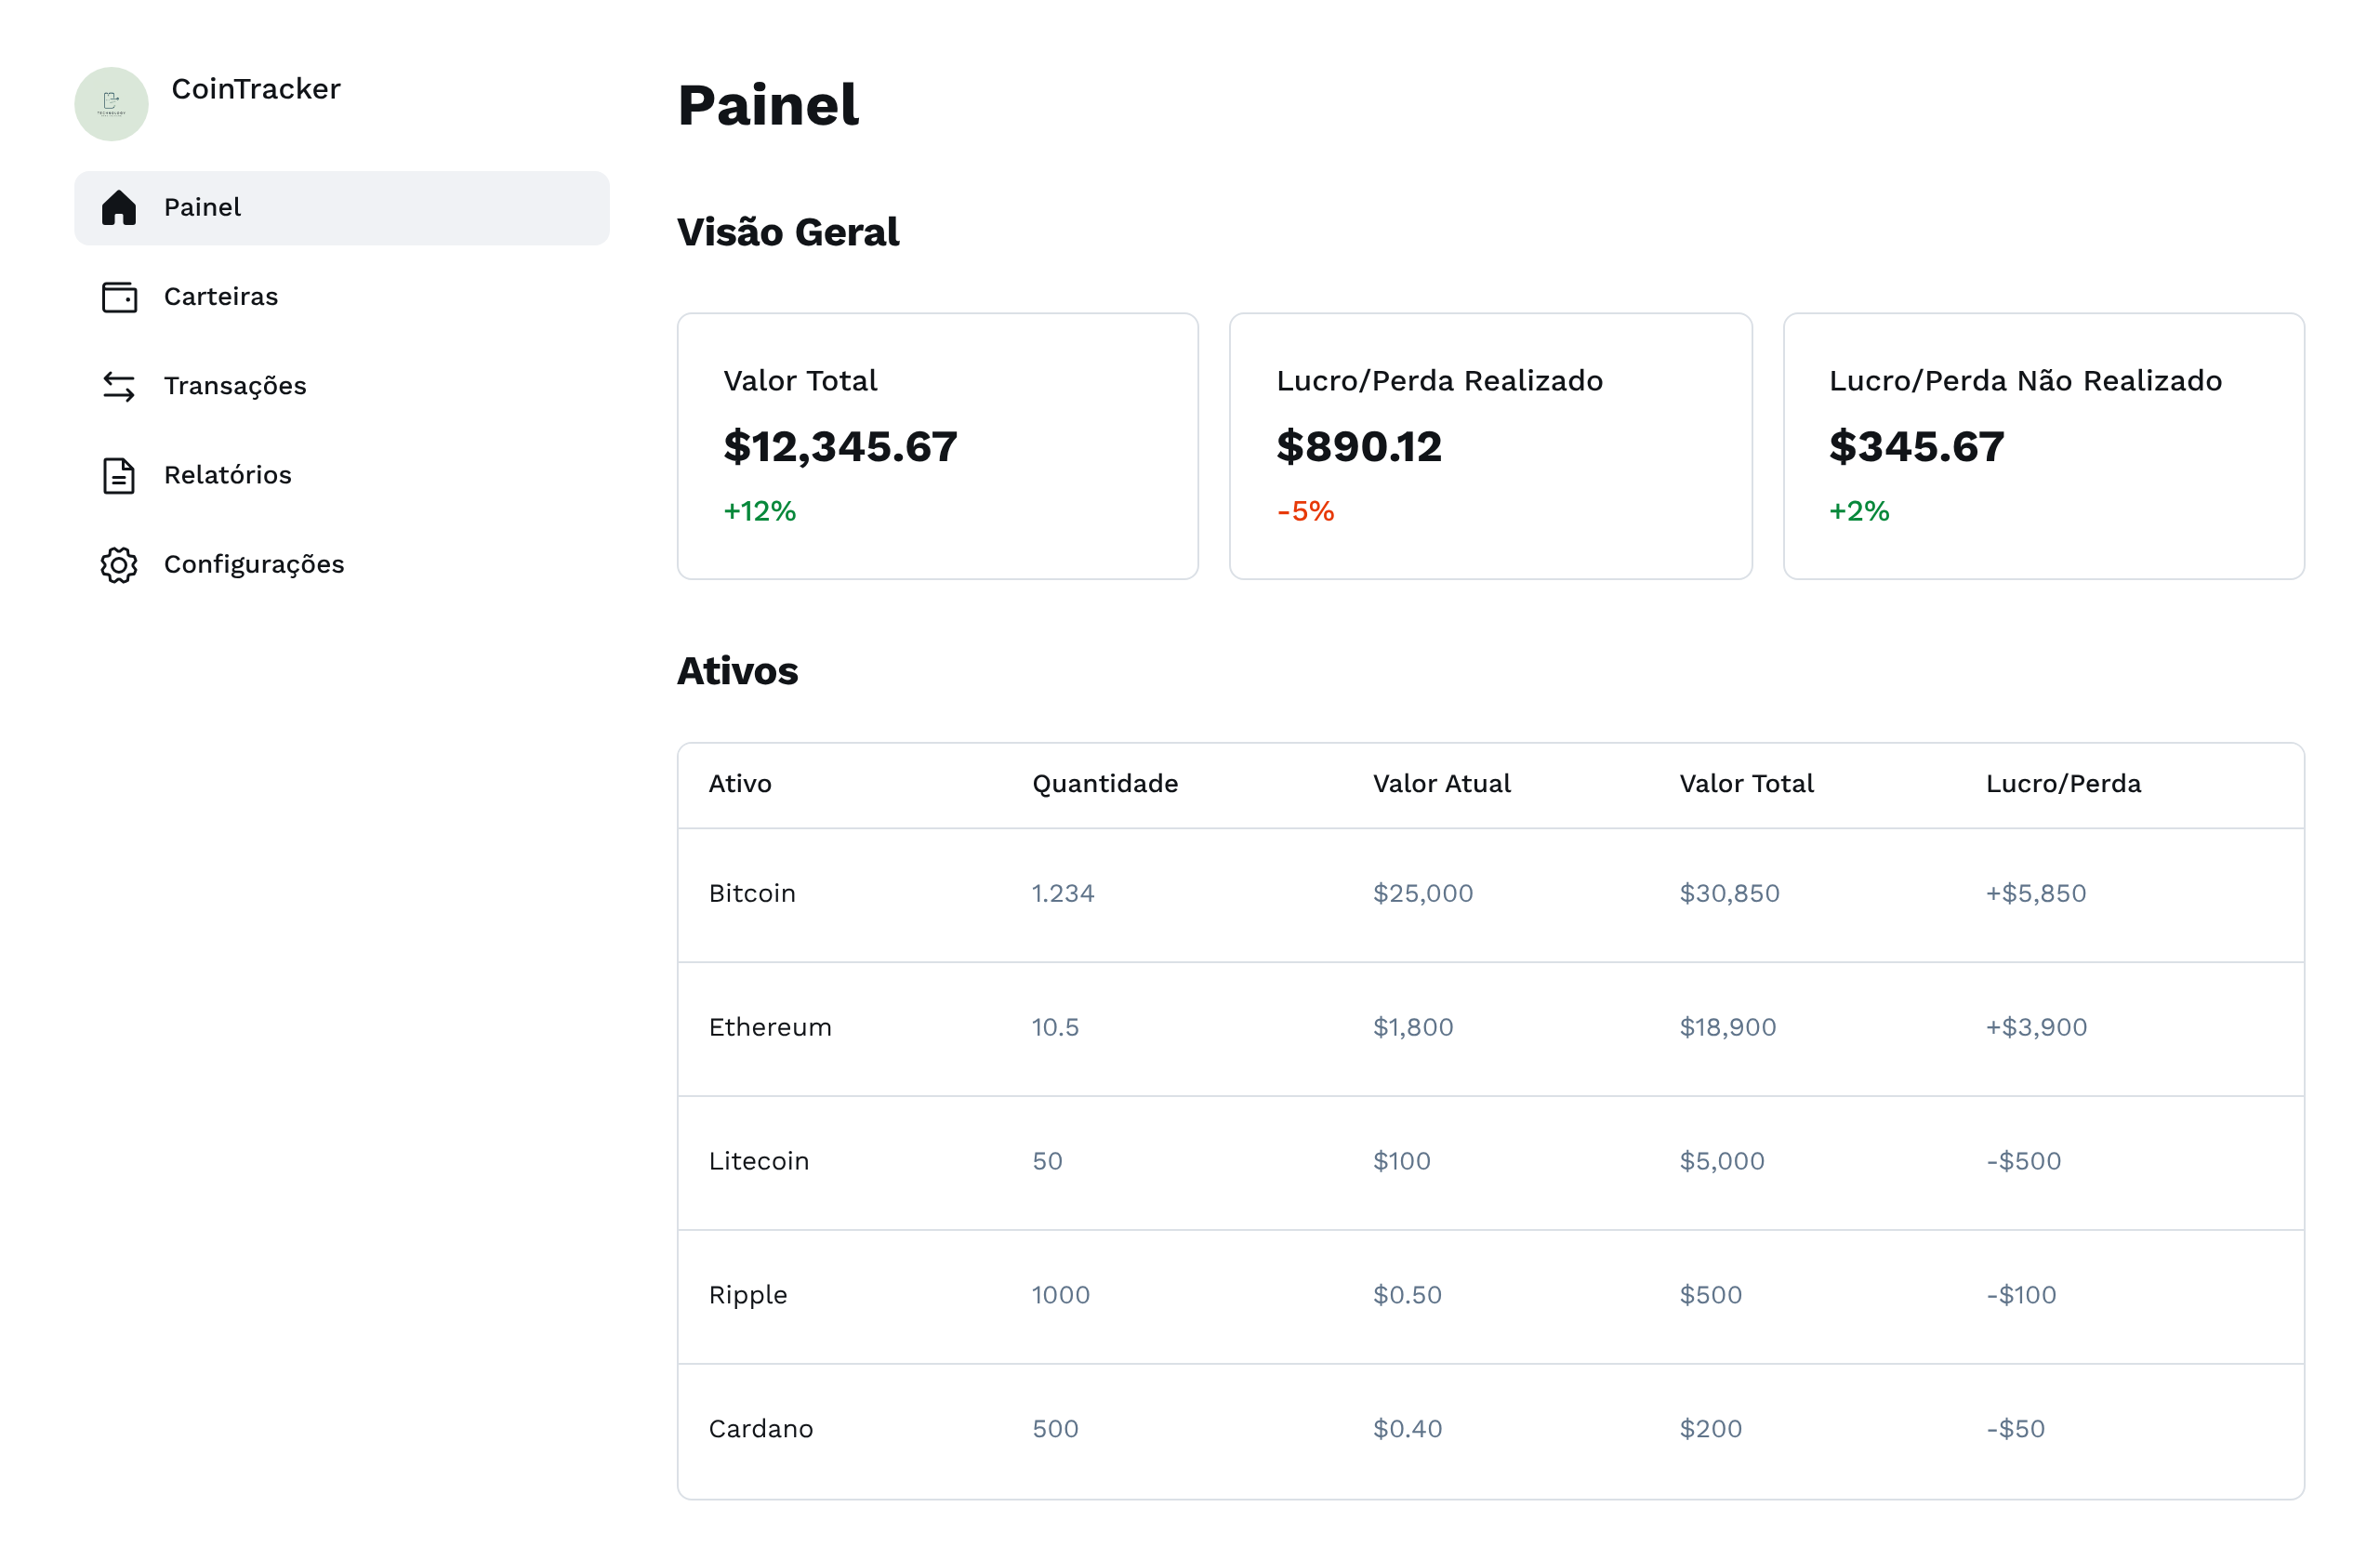 CoinTracker
Painel
Carteiras
Transações
Relatórios
Configurações
Painel
Visão Geral
Valor Total
$12,345.67
+12%
Lucro/Perda Realizado
$890.12
-5%
Lucro/Perda Não Realizado
$345.67
+2%
Ativos
Ativo Quantidade Valor Atual Valor Total Lucro/Perda
Bitcoin 1.234 $25,000 $30,850 +$5,850
Ethereum 10.5 $1,800 $18,900 +$3,900
Litecoin 50 $100 $5,000 -$500
Ripple 1000 $0.50 $500 -$100
Cardano 500 $0.40 $200 -$50